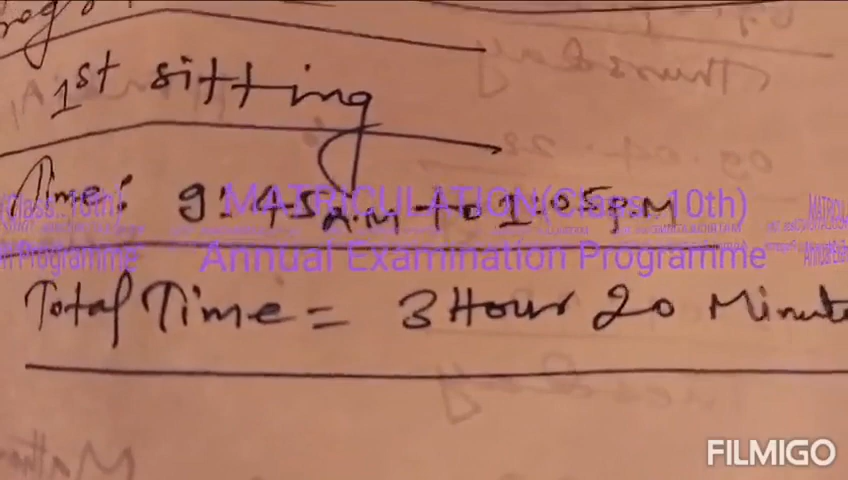 1st sitting
Time: 9:45 A.M to 1.05 P.M
MATRICULATION(Class:10th)
Annual Examination Programme
Total Time = 3 Hour 20 Minute
FILMIGO